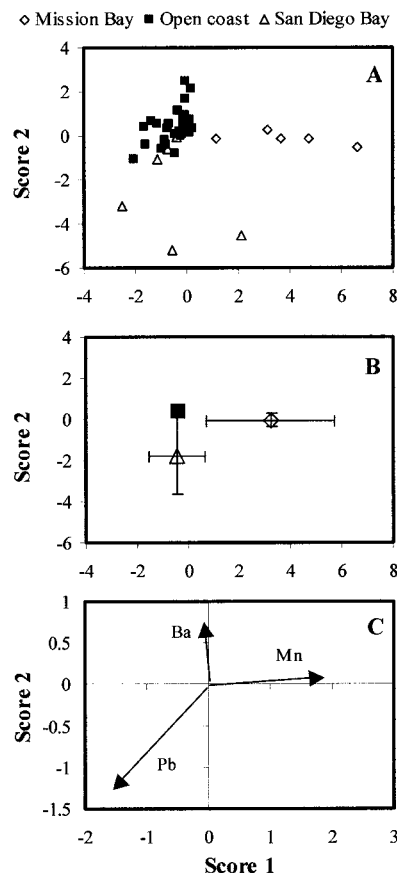 ◇ Mission Bay ■ Open coast △ San Diego Bay
4
A
2
0
-2
-4
-6
Score 2
-4 -2 0 2 4 6 8
4
B
2
0
-2
-4
-6
Score 2
-4 -2 0 2 4 6 8
1
C
0.5
0
-0.5
-1
-1.5
Score 2
Ba
Mn
Pb
-2 -1 0 1 2 3
Score 1